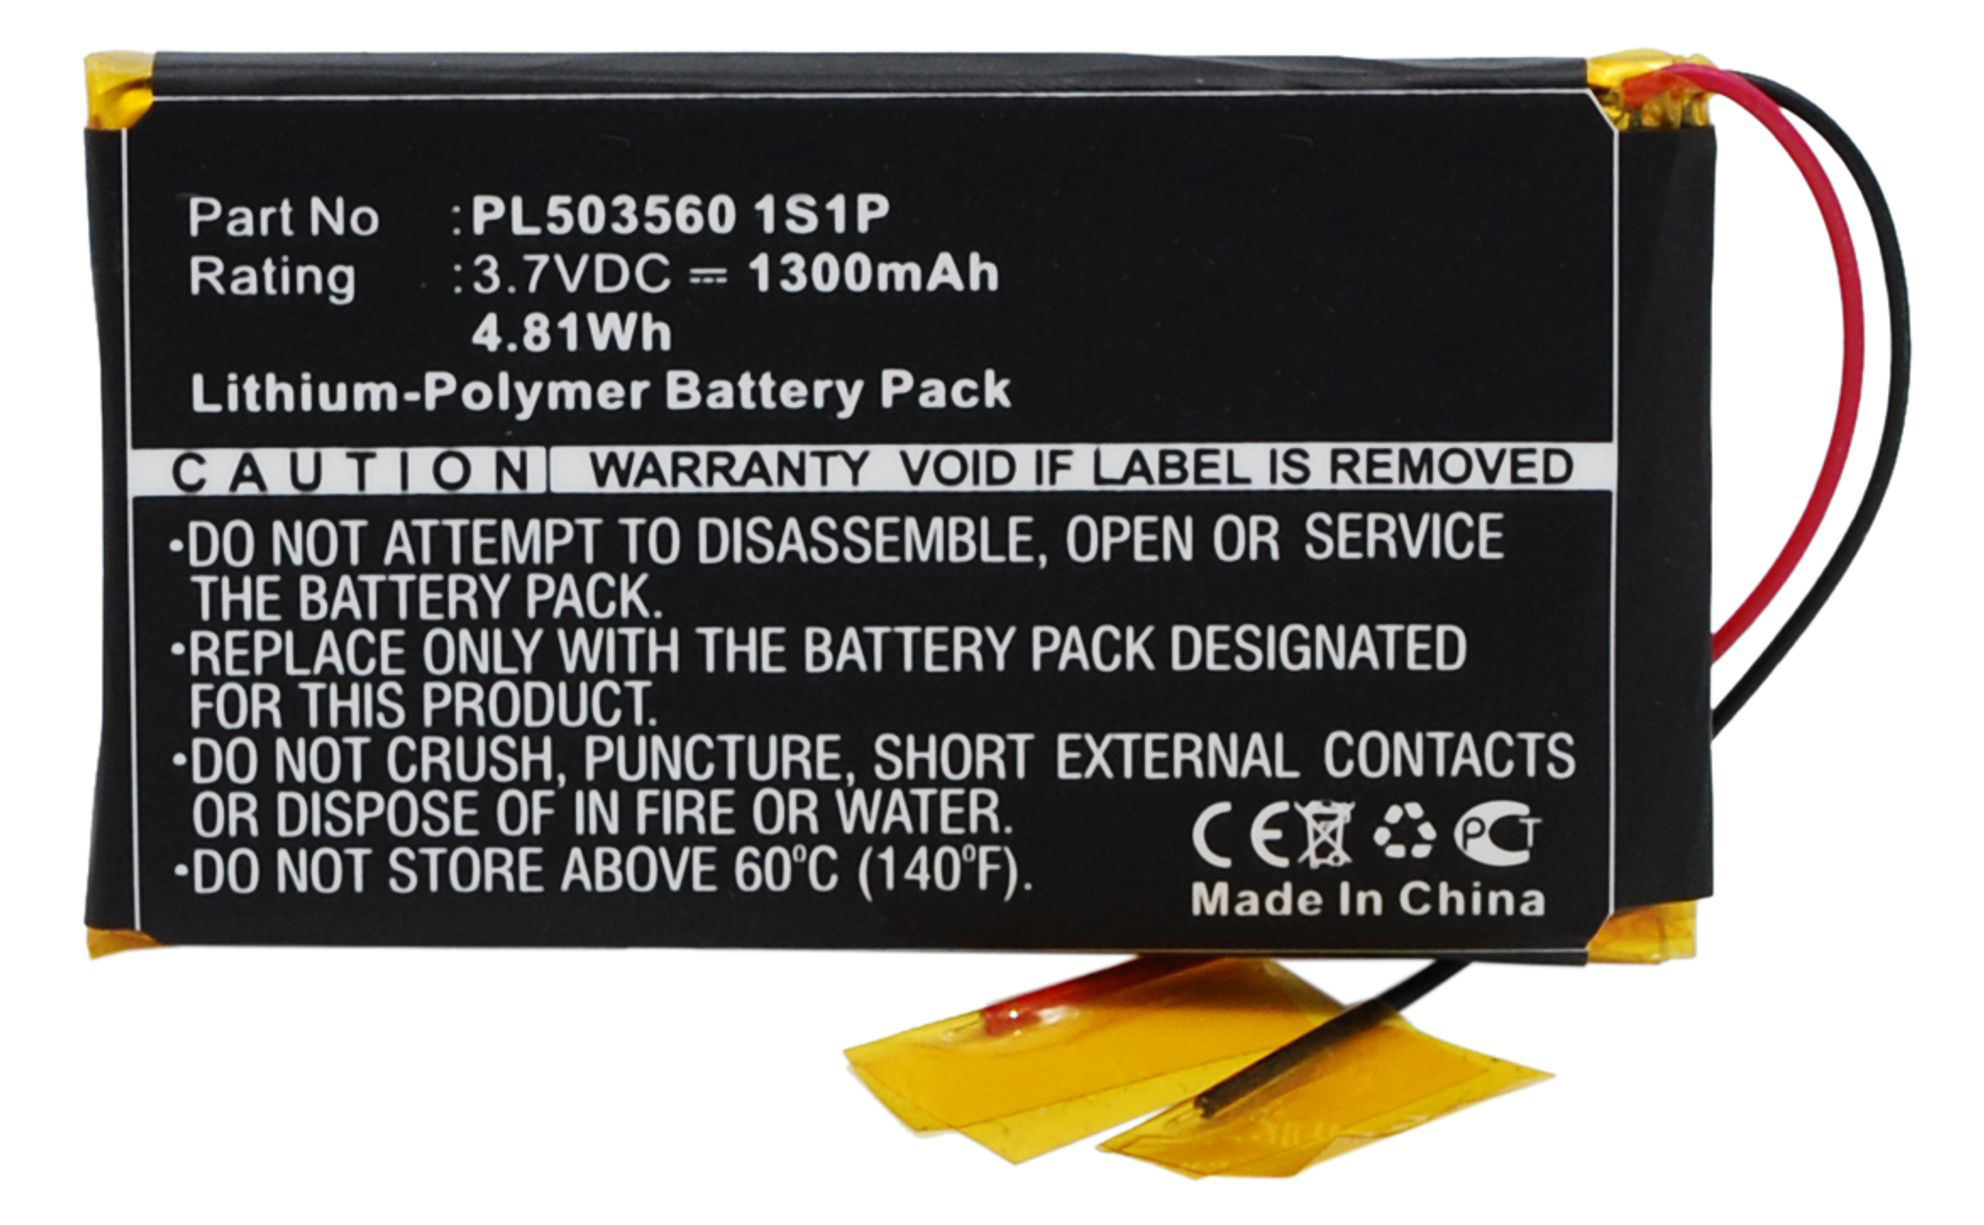 Part No : PL503560 1S1P
Rating : 3.7VDC ⎓ 1300mAh
4.81Wh
Lithium-Polymer Battery Pack
CAUTION WARRANTY VOID IF LABEL IS REMOVED
•DO NOT ATTEMPT TO DISASSEMBLE, OPEN OR SERVICE
THE BATTERY PACK.
•REPLACE ONLY WITH THE BATTERY PACK DESIGNATED
FOR THIS PRODUCT.
•DO NOT CRUSH, PUNCTURE, SHORT EXTERNAL CONTACTS
OR DISPOSE OF IN FIRE OR WATER.
•DO NOT STORE ABOVE 60°C (140°F).
CE PCT
Made In China